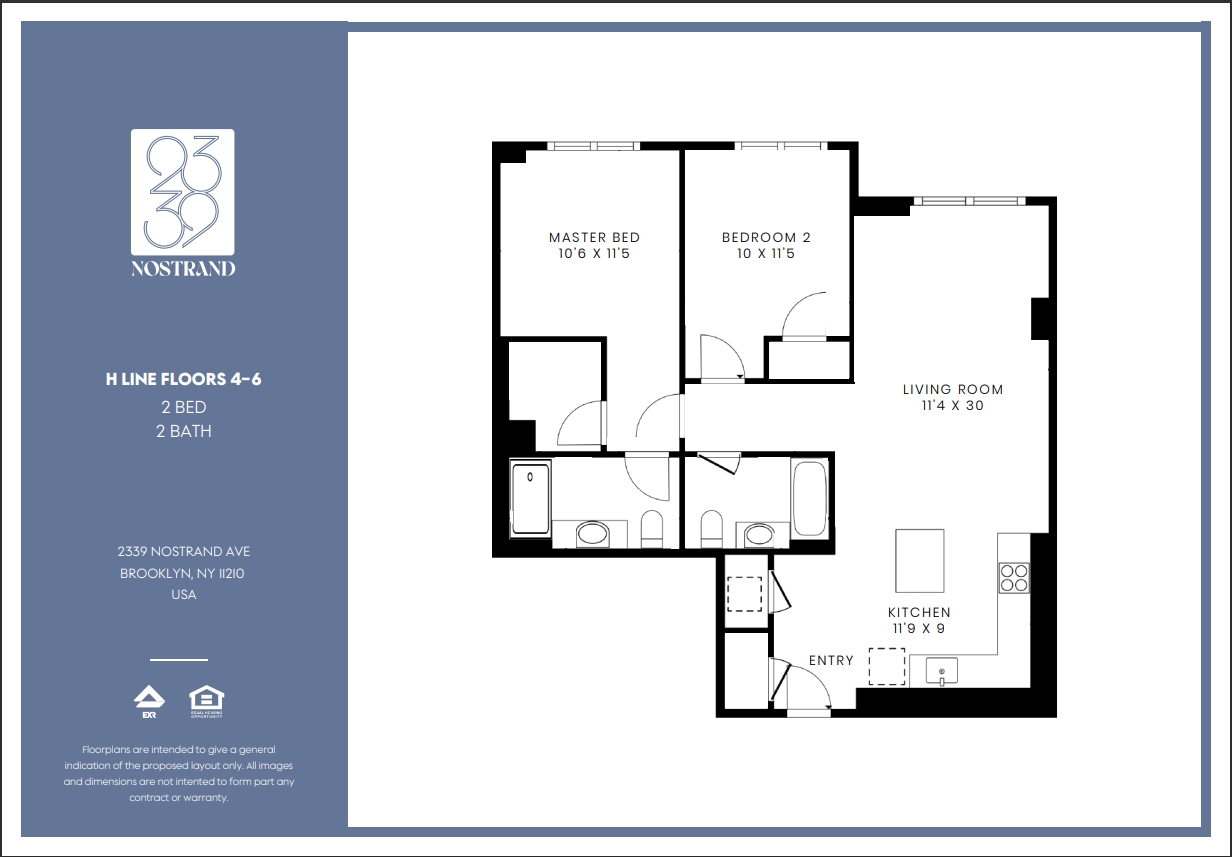 2339
NOSTRAND
H LINE FLOORS 4-6
2 BED
2 BATH
2339 NOSTRAND AVE
BROOKLYN, NY 11210
USA
EXR
EQUAL HOUSING
OPPORTUNITY
Floorplans are intended to give a general
indication of the proposed layout only. All images
and dimensions are not intented to form part any
contract or warranty.
MASTER BED
10'6 X 11'5
BEDROOM 2
10 X 11'5
LIVING ROOM
11'4 X 30
KITCHEN
11'9 X 9
ENTRY